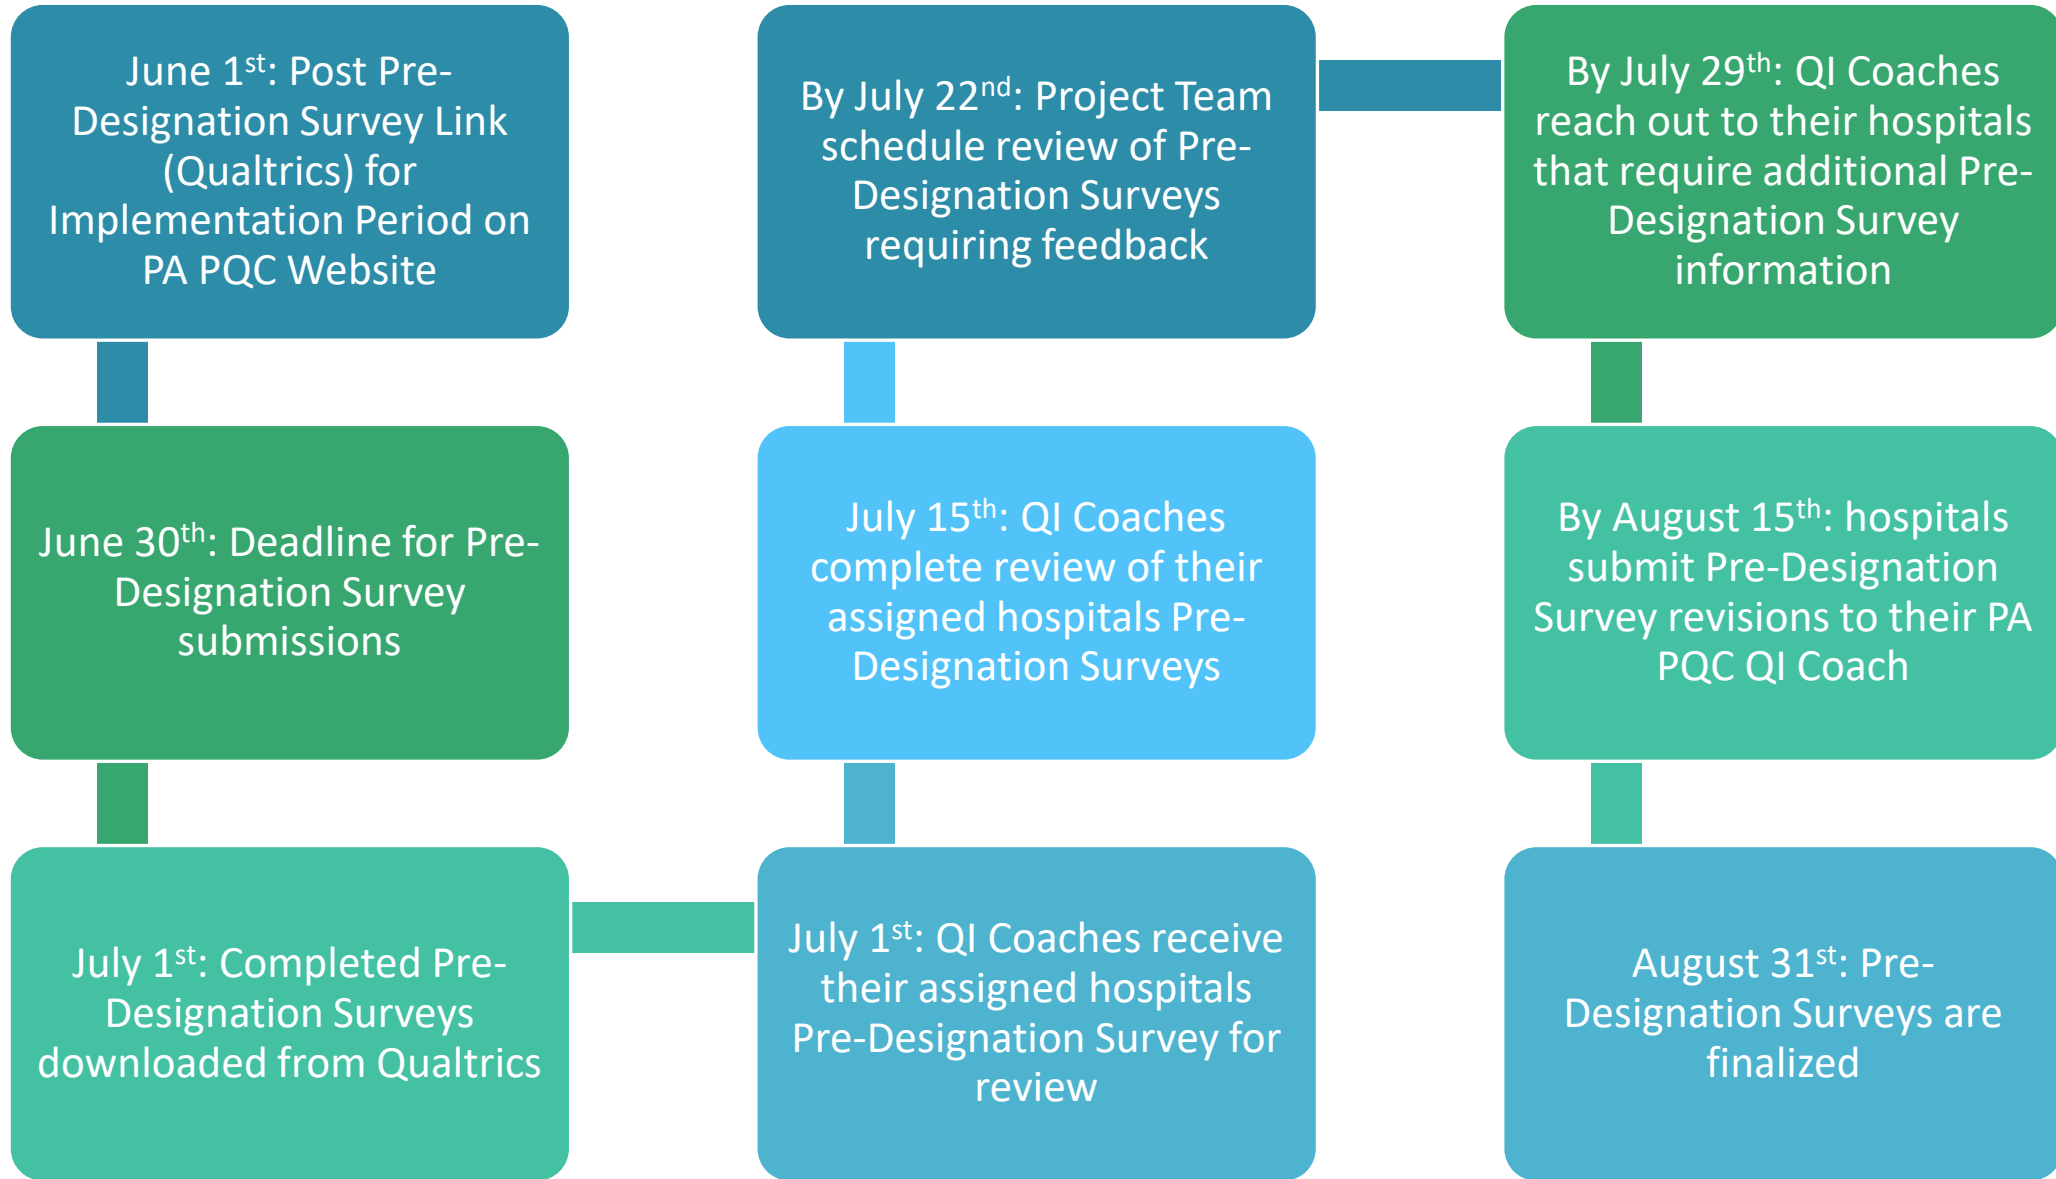 June 1st: Post Pre-
Designation Survey Link
(Qualtrics) for
Implementation Period on
PA PQC Website
June 30th: Deadline for Pre-
Designation Survey
submissions
July 1st: Completed Pre-
Designation Surveys
downloaded from Qualtrics
July 1st: QI Coaches receive
their assigned hospitals
Pre-Designation Survey for
review
July 15th: QI Coaches
complete review of their
assigned hospitals Pre-
Designation Surveys
By July 22nd: Project Team
schedule review of Pre-
Designation Surveys
requiring feedback
By July 29th: QI Coaches
reach out to their hospitals
that require additional Pre-
Designation Survey
information
By August 15th: hospitals
submit Pre-Designation
Survey revisions to their PA
PQC QI Coach
August 31st: Pre-
Designation Surveys are
finalized